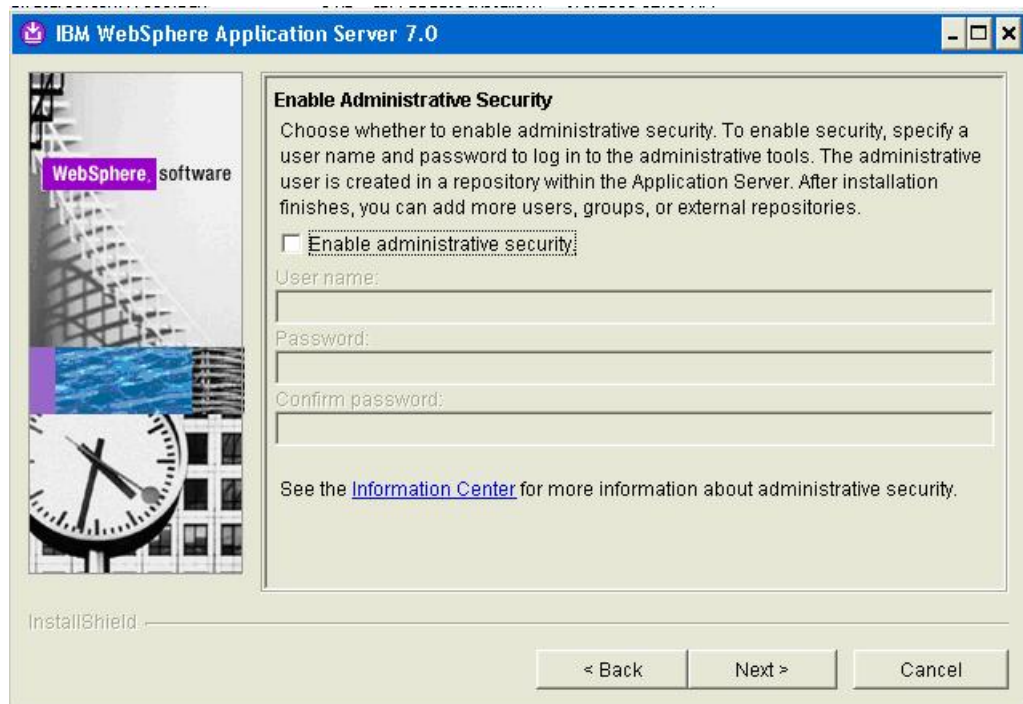 IBM WebSphere Application Server 7.0
WebSphere. software
Enable Administrative Security
Choose whether to enable administrative security. To enable security, specify a
user name and password to log in to the administrative tools. The administrative
user is created in a repository within the Application Server. After installation
finishes, you can add more users, groups, or external repositories.
Enable administrative security.
User name:
Password:
Confirm password:
See the Information Center for more information about administrative security.
InstallShield
< Back
Next >
Cancel